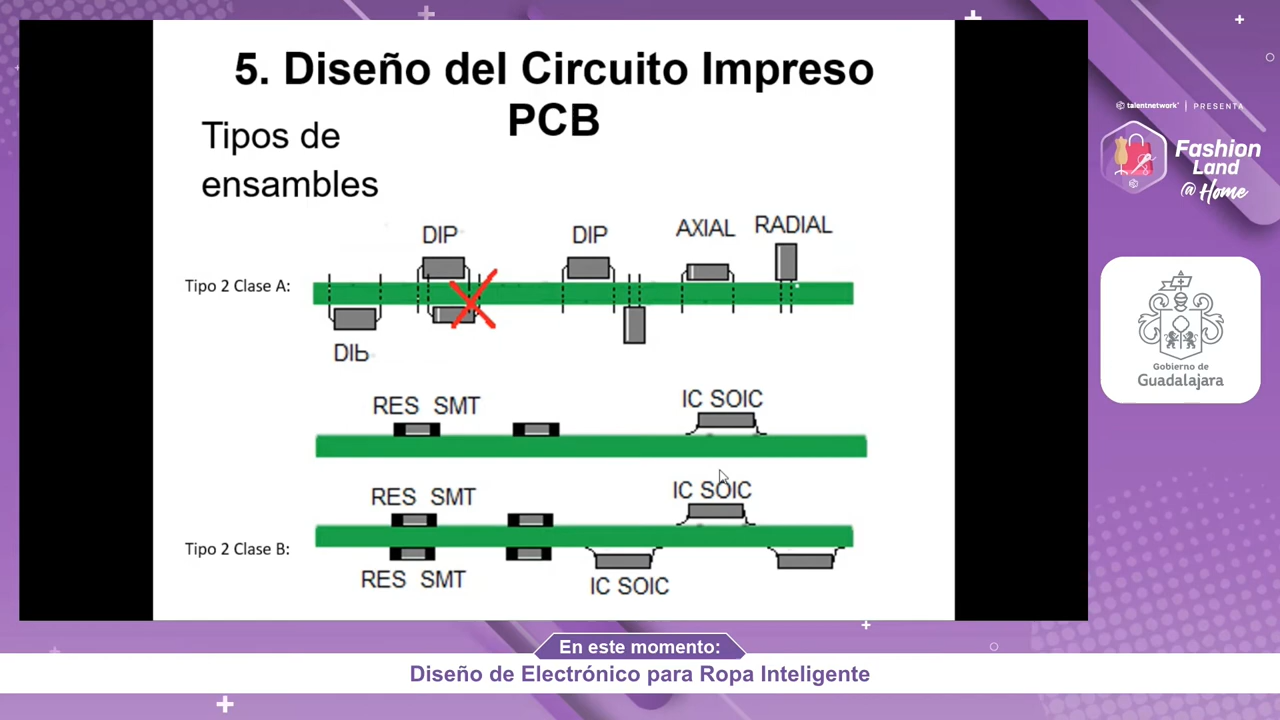 5. Diseño del Circuito Impreso
PCB
Tipos de
ensambles
DIP
DIP
AXIAL
RADIAL
Tipo 2 Clase A:
DIP
RES SMT
IC SOIC
RES SMT
IC SOIC
Tipo 2 Clase B:
RES SMT
IC SOIC
talentnetwork | PRESENTA
Fashion
Land
@ Home
Gobierno de
Guadalajara
En este momento:
Diseño de Electrónico para Ropa Inteligente